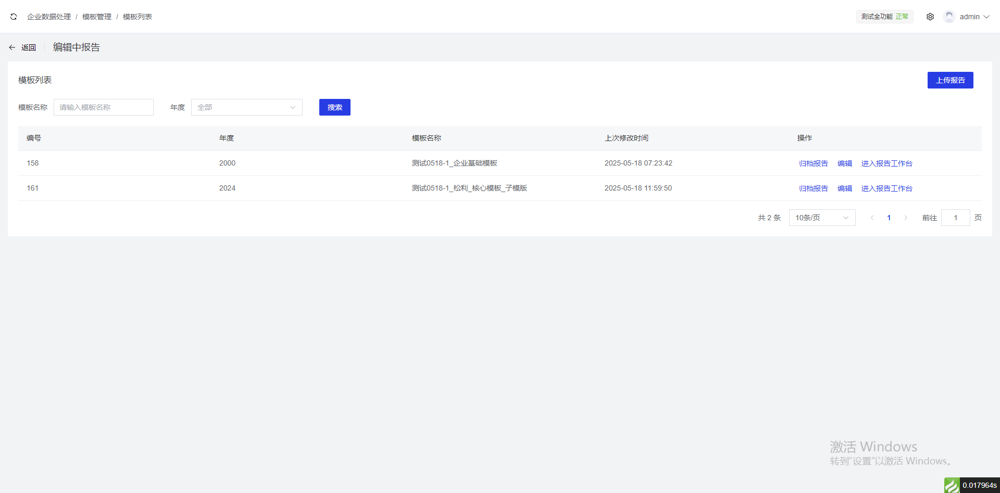 企业数据处理 / 模板管理 / 模板列表
测试全功能 正常
admin
返回
编辑中报告
模板列表
上传报告
模板名称 请输入模板名称 年度 全部 搜索
编号 年度 模板名称 上次修改时间 操作
158 2000 测试0518-1_企业基础模板 2025-05-18 07:23:42 归档报告 编辑 进入报告工作台
161 2024 测试0518-1_松利_核心模板_子模版 2025-05-18 11:59:50 归档报告 编辑 进入报告工作台
共 2 条 10条/页 1 前往 1 页
激活 Windows
转到“设置”以激活 Windows。
0.017964s